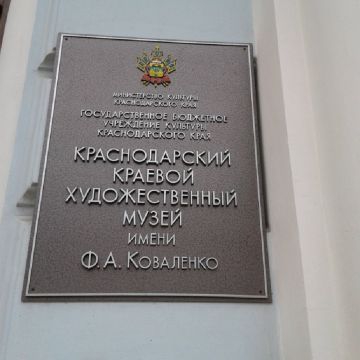 МИНИСТЕРСТВО КУЛЬТУРЫ
КРАСНОДАРСКОГО КРАЯ
ГОСУДАРСТВЕННОЕ БЮДЖЕТНОЕ
УЧРЕЖДЕНИЕ КУЛЬТУРЫ
КРАСНОДАРСКОГО КРАЯ
КРАСНОДАРСКИЙ
КРАЕВОЙ
ХУДОЖЕСТВЕННЫЙ
МУЗЕЙ
ИМЕНИ
Ф. А. КОВАЛЕНКО